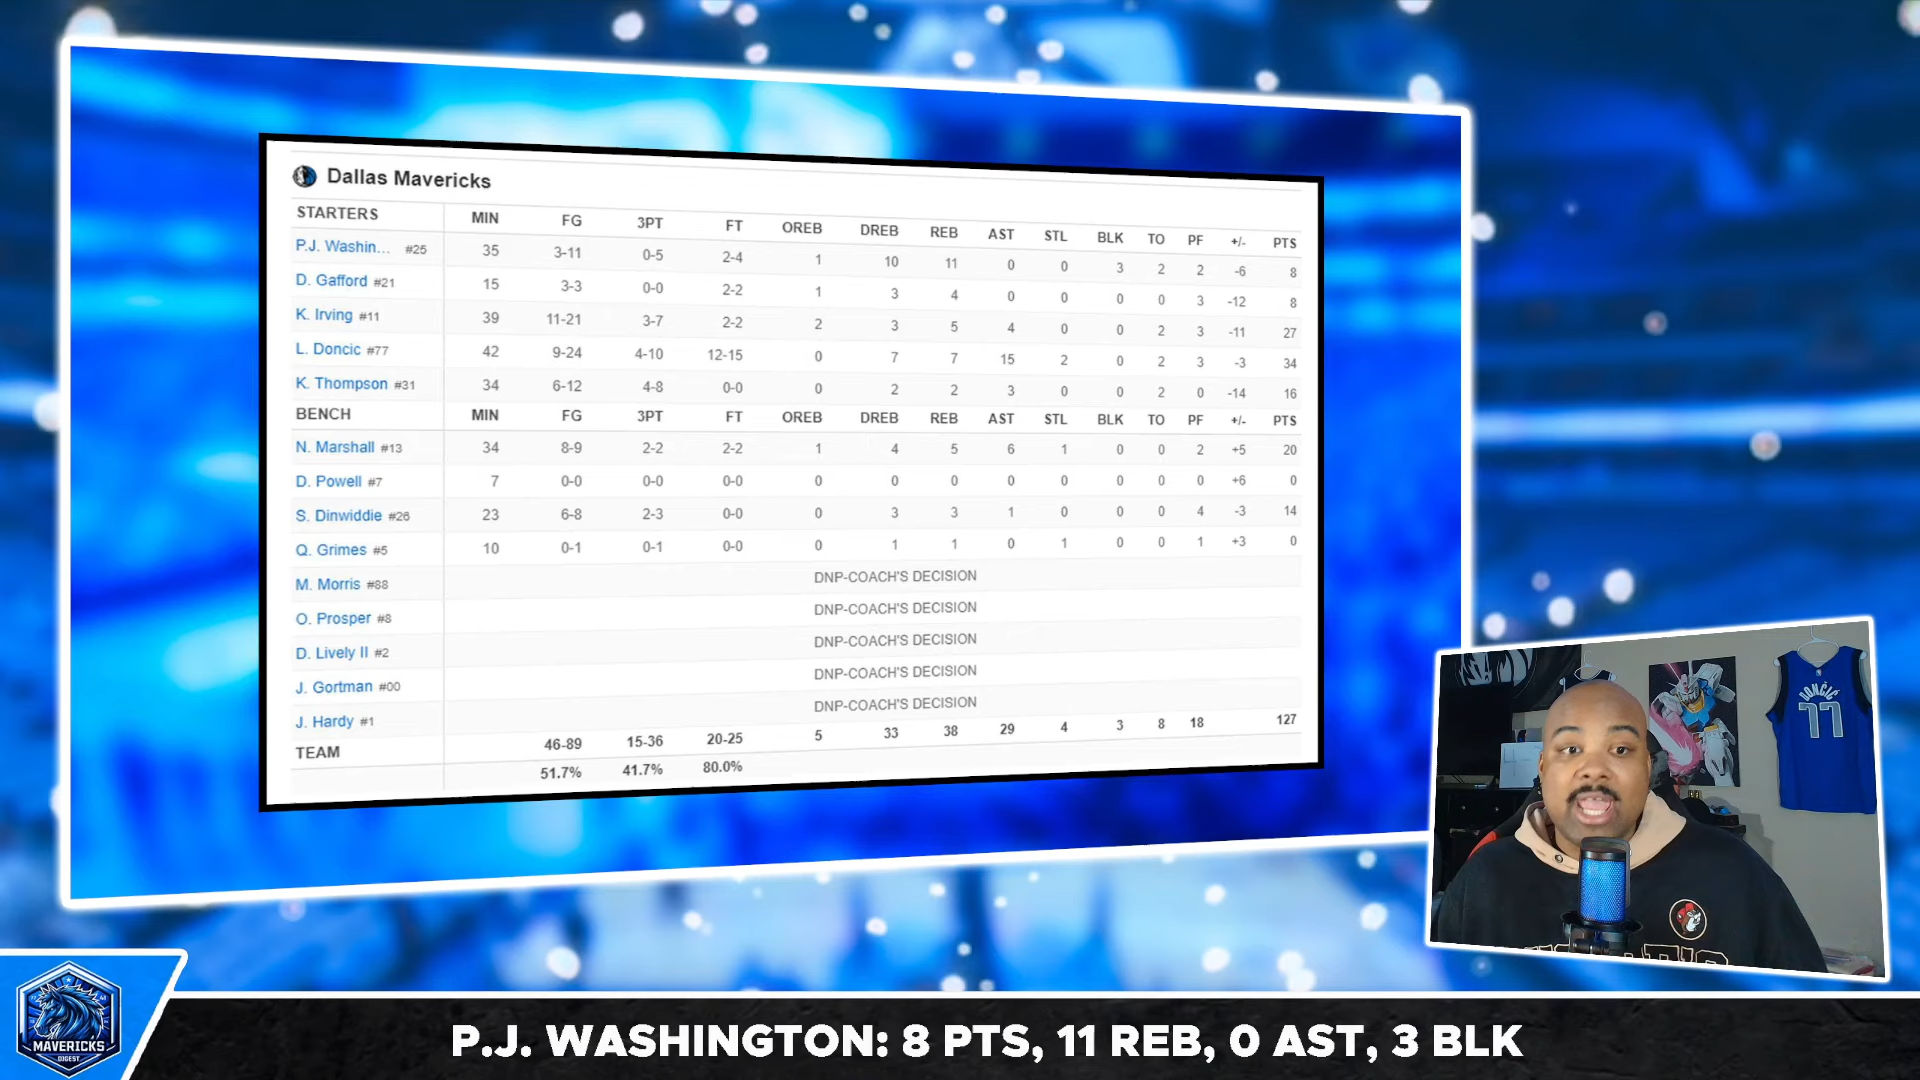 Dallas Mavericks
STARTERS MIN FG 3PT FT OREB DREB REB AST STL BLK TO PF +/- PTS
P.J. Washin... #25 35 3-11 0-5 2-4 1 10 11 0 0 3 2 2 -6 8
D. Gafford #21 15 3-3 0-0 2-2 1 3 4 0 0 0 0 3 -12 8
K. Irving #11 39 11-21 3-7 2-2 2 3 5 4 0 0 2 3 -11 27
L. Doncic #77 42 9-24 4-10 12-15 0 7 7 15 2 0 2 3 -3 34
K. Thompson #31 34 6-12 4-8 0-0 0 2 2 3 0 0 2 0 -14 16
BENCH MIN FG 3PT FT OREB DREB REB AST STL BLK TO PF +/- PTS
N. Marshall #13 34 8-9 2-2 2-2 1 4 5 6 1 0 0 2 +5 20
D. Powell #7 7 0-0 0-0 0-0 0 0 0 0 0 0 0 0 +6 0
S. Dinwiddie #26 23 6-8 2-3 0-0 0 3 3 1 0 0 0 4 -3 14
Q. Grimes #5 10 0-1 0-1 0-0 0 1 1 0 1 0 0 1 +3 0
M. Morris #88 DNP-COACH'S DECISION
O. Prosper #8 DNP-COACH'S DECISION
D. Lively II #2 DNP-COACH'S DECISION
J. Gortman #00 DNP-COACH'S DECISION
J. Hardy #1 DNP-COACH'S DECISION
TEAM 46-89 15-36 20-25 5 33 38 29 4 3 8 18 127
51.7% 41.7% 80.0%
DONČIĆ
77
MAVERICKS
DIGEST
P.J. WASHINGTON: 8 PTS, 11 REB, 0 AST, 3 BLK